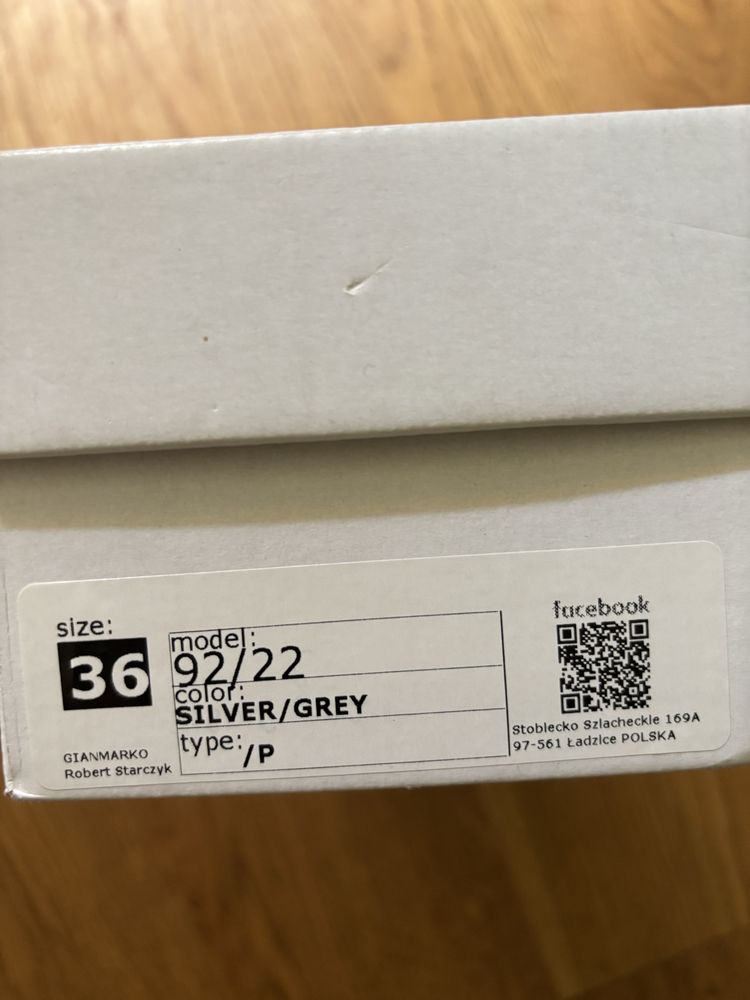 size:
36
GIANMARKO
Robert Starczyk
model:
92/22
color:
SILVER/GREY
type:
/P
facebook
Stobiecko Szlacheckie 169A
97-561 Ładzice POLSKA